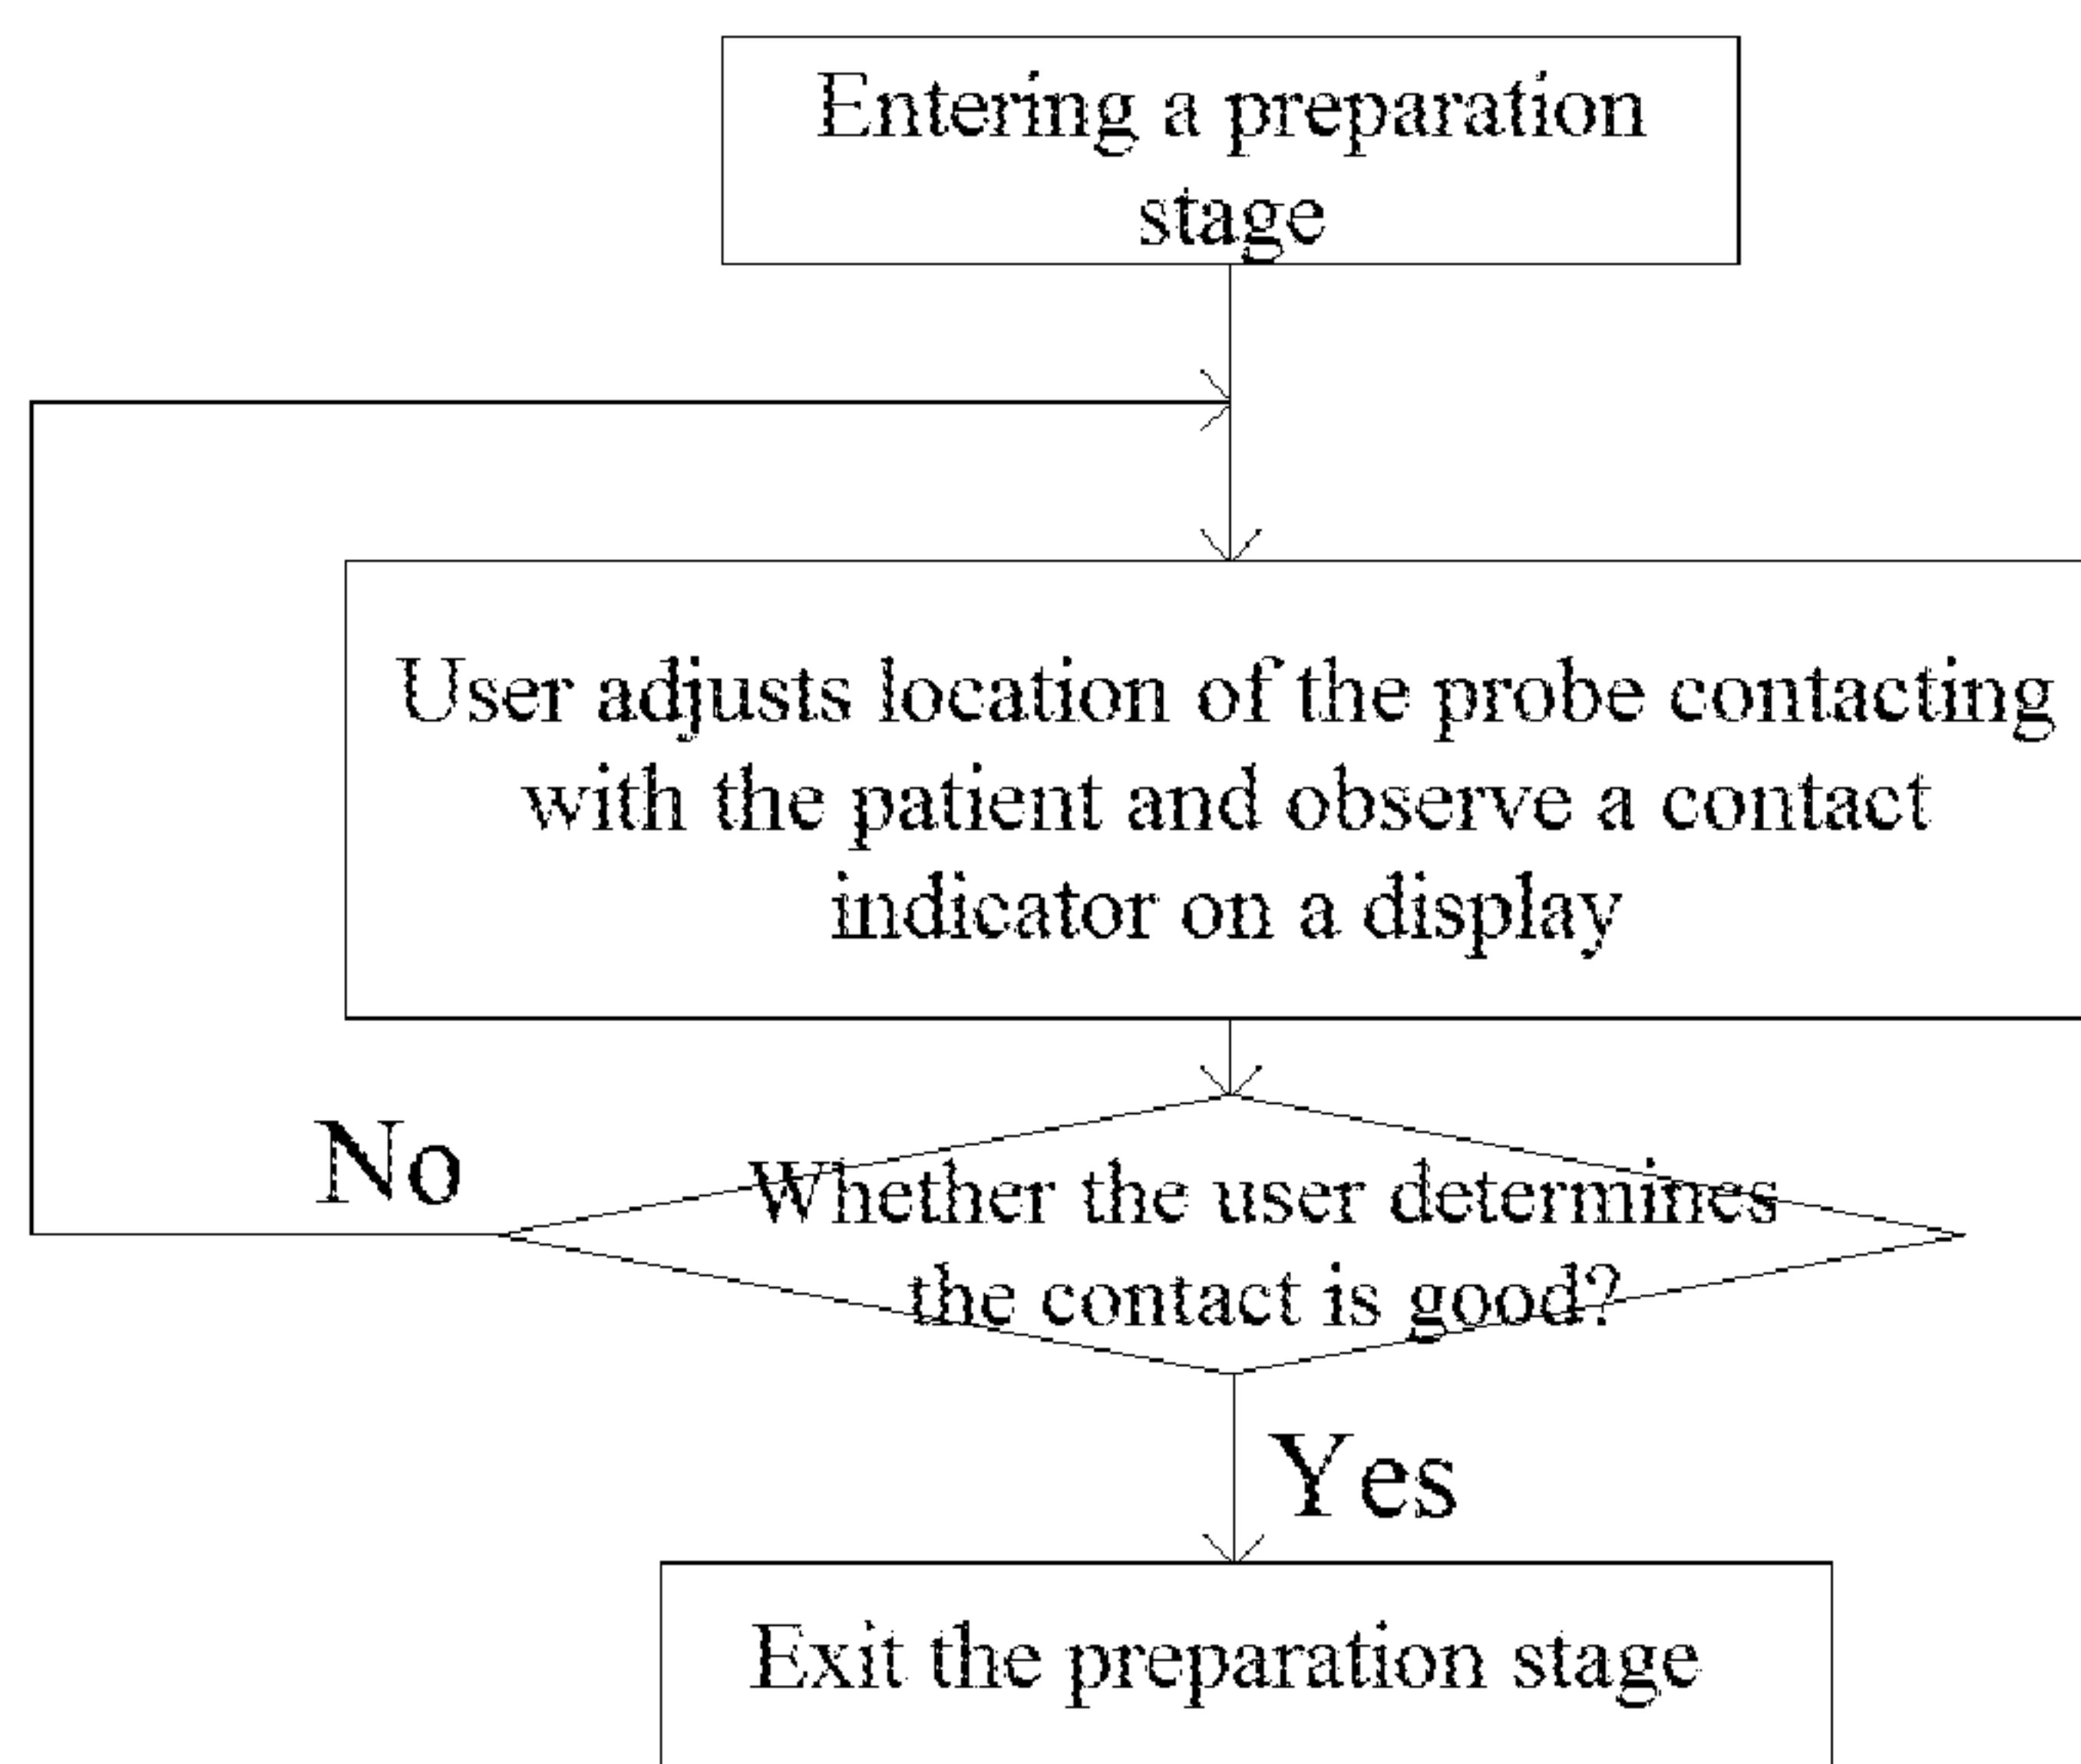 Entering a preparation
stage
User adjusts location of the probe contacting
with the patient and observe a contact
indicator on a display
No
Whether the user determines
the contact is good?
Yes
Exit the preparation stage